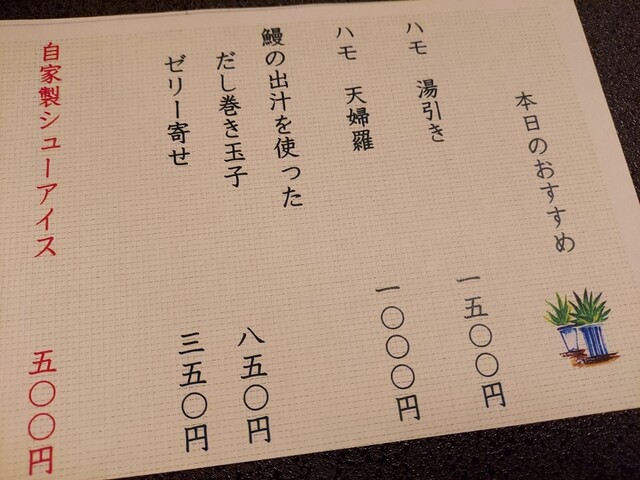 本日のおすすめ
ハモ 湯引き 一五〇〇円
ハモ 天婦羅 一〇〇〇円
鰻の出汁を使った
だし巻き玉子 八五〇円
ゼリー寄せ 三五〇円
自家製シューアイス 五〇〇円